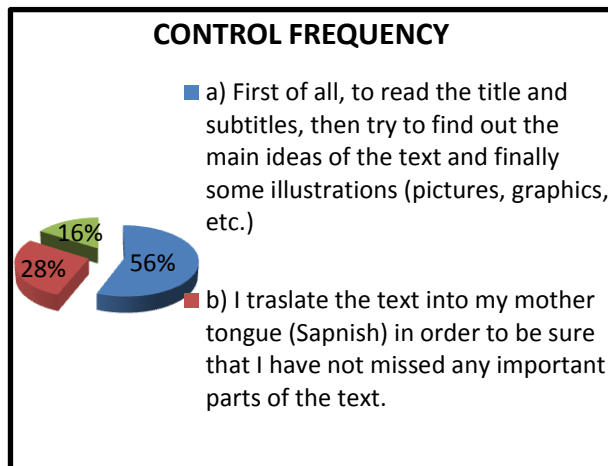 CONTROL FREQUENCY
a) First of all, to read the title and
subtitles, then try to find out the
main ideas of the text and finally
some illustrations (pictures, graphics,
etc.)
16%
28%
56%
b) I traslate the text into my mother
tongue (Sapnish) in order to be sure
that I have not missed any important
parts of the text.